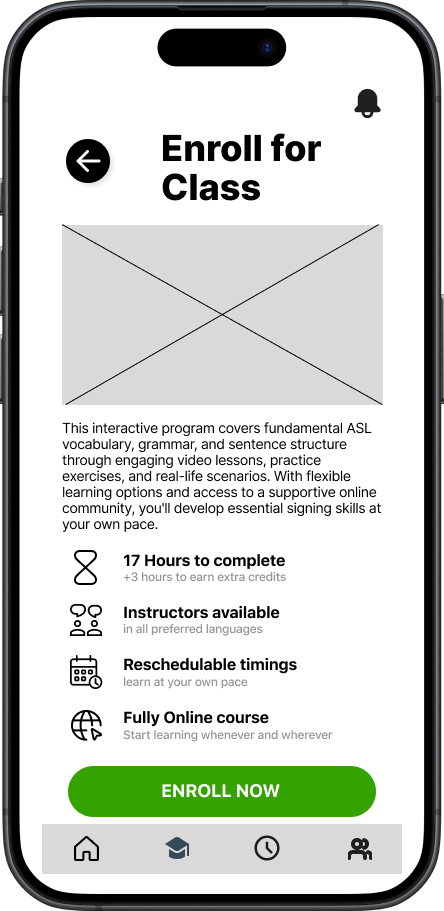 Enroll for
Class
This interactive program covers fundamental ASL
vocabulary, grammar, and sentence structure
through engaging video lessons, practice
exercises, and real-life scenarios. With flexible
learning options and access to a supportive online
community, you'll develop essential signing skills at
your own pace.
17 Hours to complete
+3 hours to earn extra credits
Instructors available
in all preferred languages
Reschedulable timings
learn at your own pace
Fully Online course
Start learning whenever and wherever
ENROLL NOW